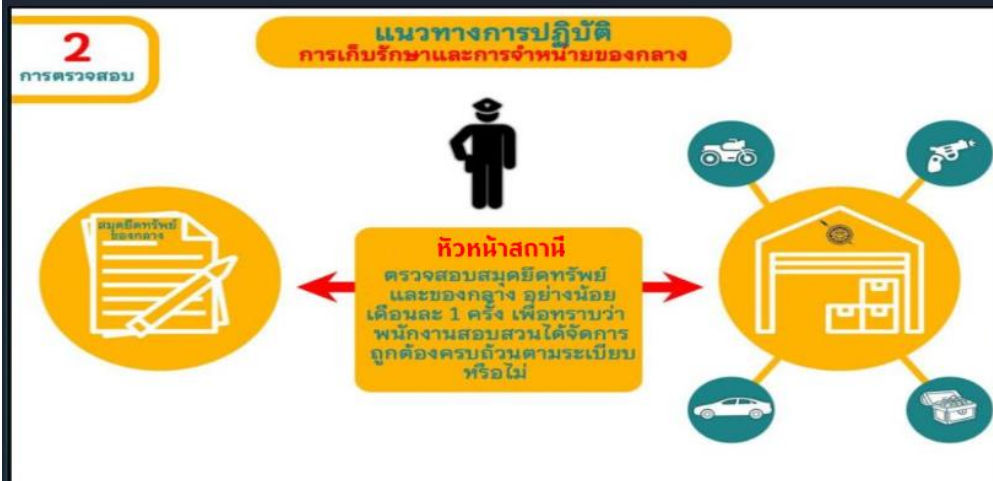 2
การตรวจสอบ
แนวทางการปฏิบัติ
การเก็บรักษาและการจำหน่ายของกลาง
สมุดยึดทรัพย์
ของกลาง
หัวหน้าสถานี
ตรวจสอบสมุดยึดทรัพย์
และของกลาง อย่างน้อย
เดือนละ 1 ครั้ง เพื่อทราบว่า
พนักงานสอบสวนได้จัดการ
ถูกต้องครบถ้วนตามระเบียบ
หรือไม่